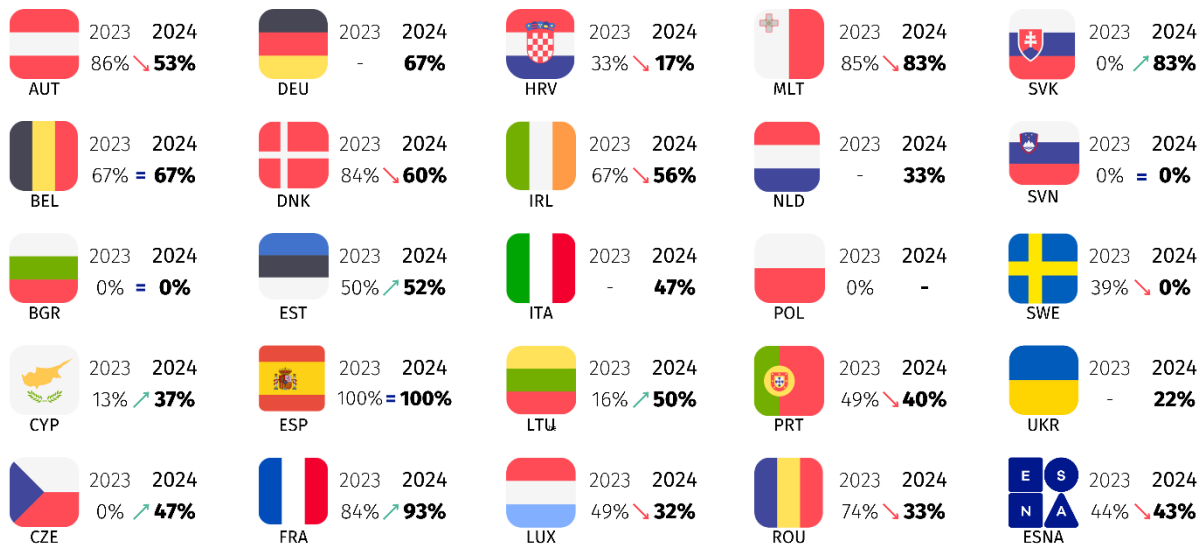 2023 2024
86% ↘ 53%
AUT
2023 2024
- 67%
DEU
2023 2024
33% ↘ 17%
HRV
2023 2024
85% ↘ 83%
MLT
2023 2024
0% ↗ 83%
SVK
2023 2024
67% = 67%
BEL
2023 2024
84% ↘ 60%
DNK
2023 2024
67% ↘ 56%
IRL
2023 2024
- 33%
NLD
2023 2024
0% = 0%
SVN
2023 2024
0% = 0%
BGR
2023 2024
50% ↗ 52%
EST
2023 2024
- 47%
ITA
2023 2024
0% -
POL
2023 2024
39% ↘ 0%
SWE
2023 2024
13% ↗ 37%
CYP
2023 2024
100% = 100%
ESP
2023 2024
16% ↗ 50%
LTU
2023 2024
49% ↘ 40%
PRT
2023 2024
- 22%
UKR
2023 2024
0% ↗ 47%
CZE
2023 2024
84% ↗ 93%
FRA
2023 2024
49% ↘ 32%
LUX
2023 2024
74% ↘ 33%
ROU
E S
N A
2023 2024
44% ↘ 43%
ESNA